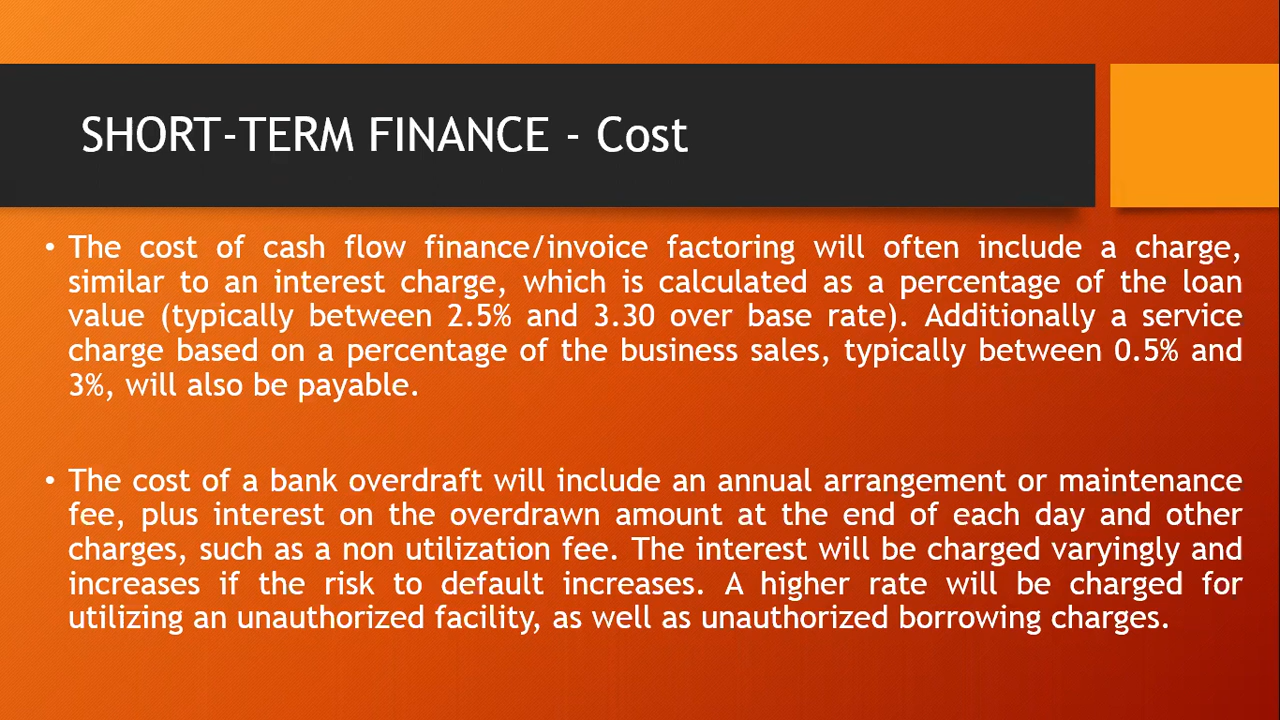 SHORT-TERM FINANCE - Cost
• The cost of cash flow finance/invoice factoring will often include a charge,
similar to an interest charge, which is calculated as a percentage of the loan
value (typically between 2.5% and 3.30 over base rate). Additionally a service
charge based on a percentage of the business sales, typically between 0.5% and
3%, will also be payable.
• The cost of a bank overdraft will include an annual arrangement or maintenance
fee, plus interest on the overdrawn amount at the end of each day and other
charges, such as a non utilization fee. The interest will be charged varyingly and
increases if the risk to default increases. A higher rate will be charged for
utilizing an unauthorized facility, as well as unauthorized borrowing charges.